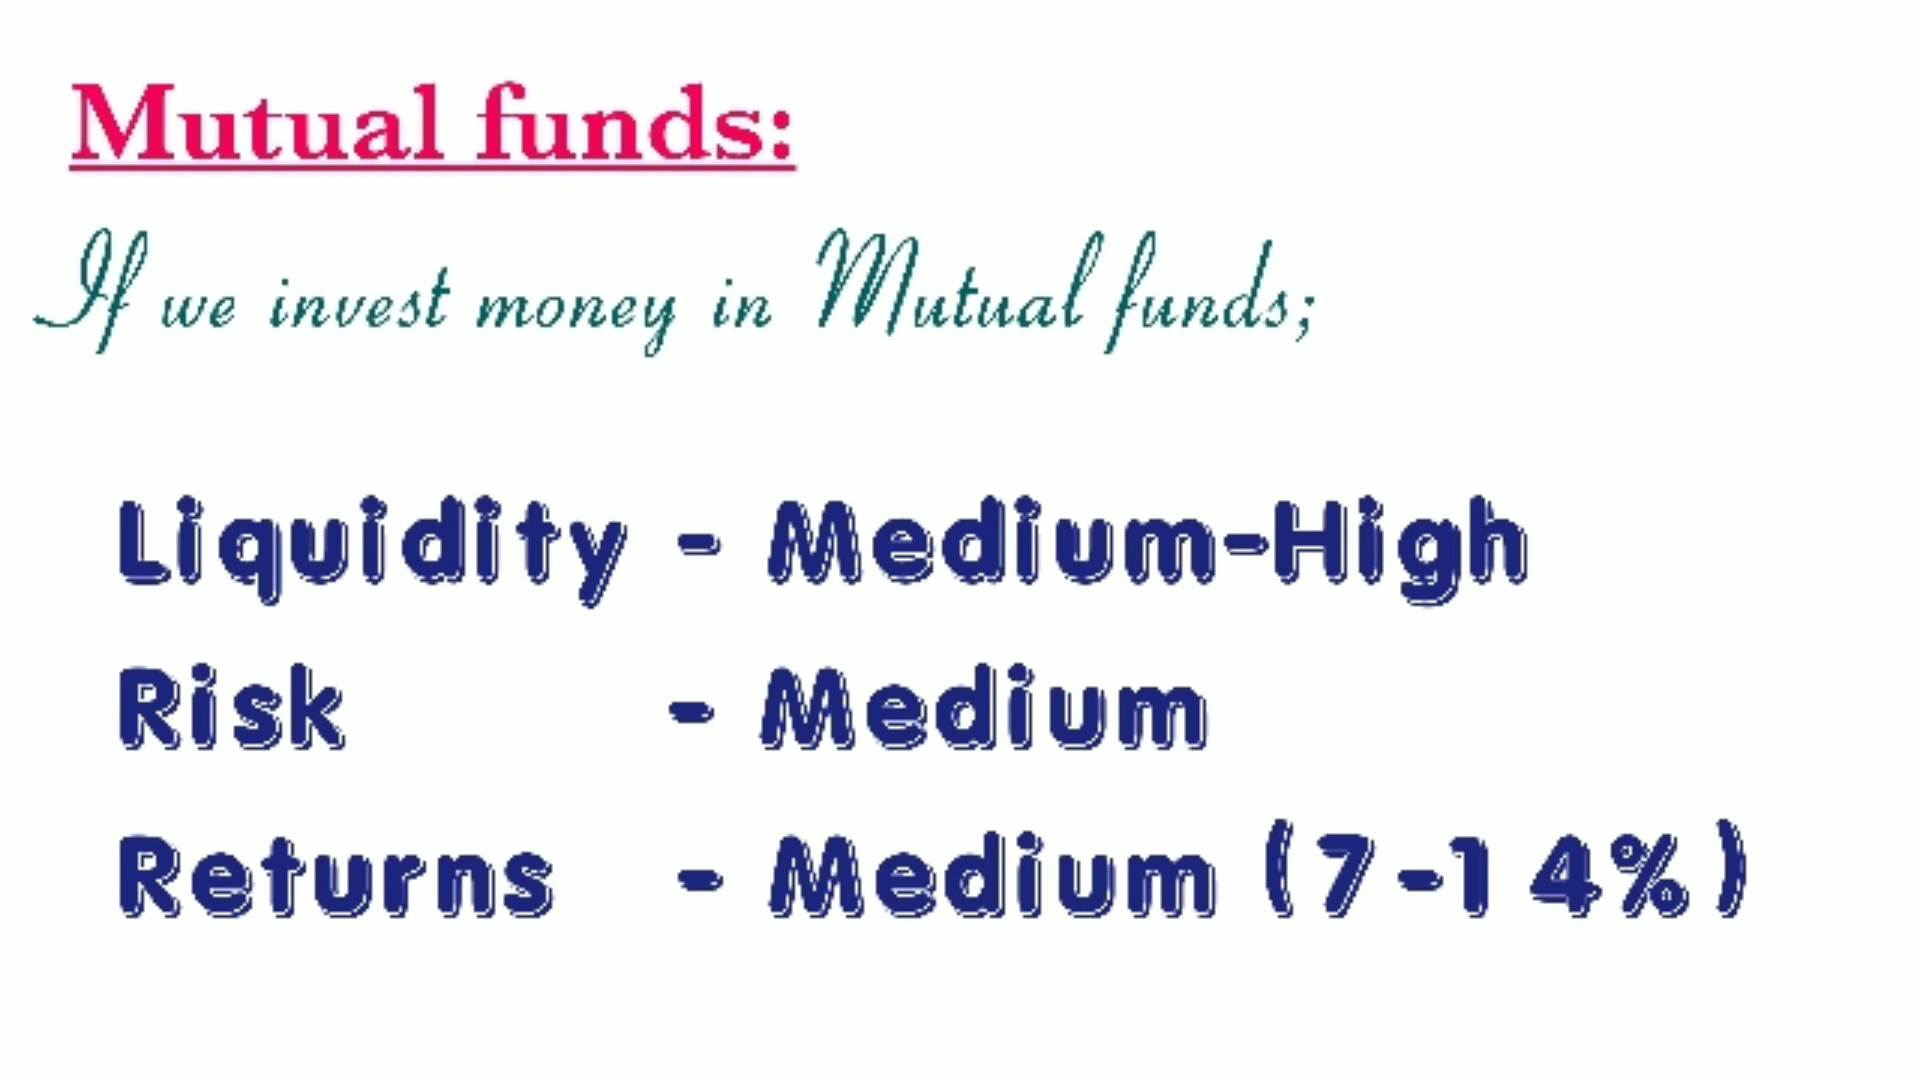 Mutual funds:
If we invest money in Mutual funds;
Liquidity - Medium-High
Risk - Medium
Returns - Medium (7-14%)